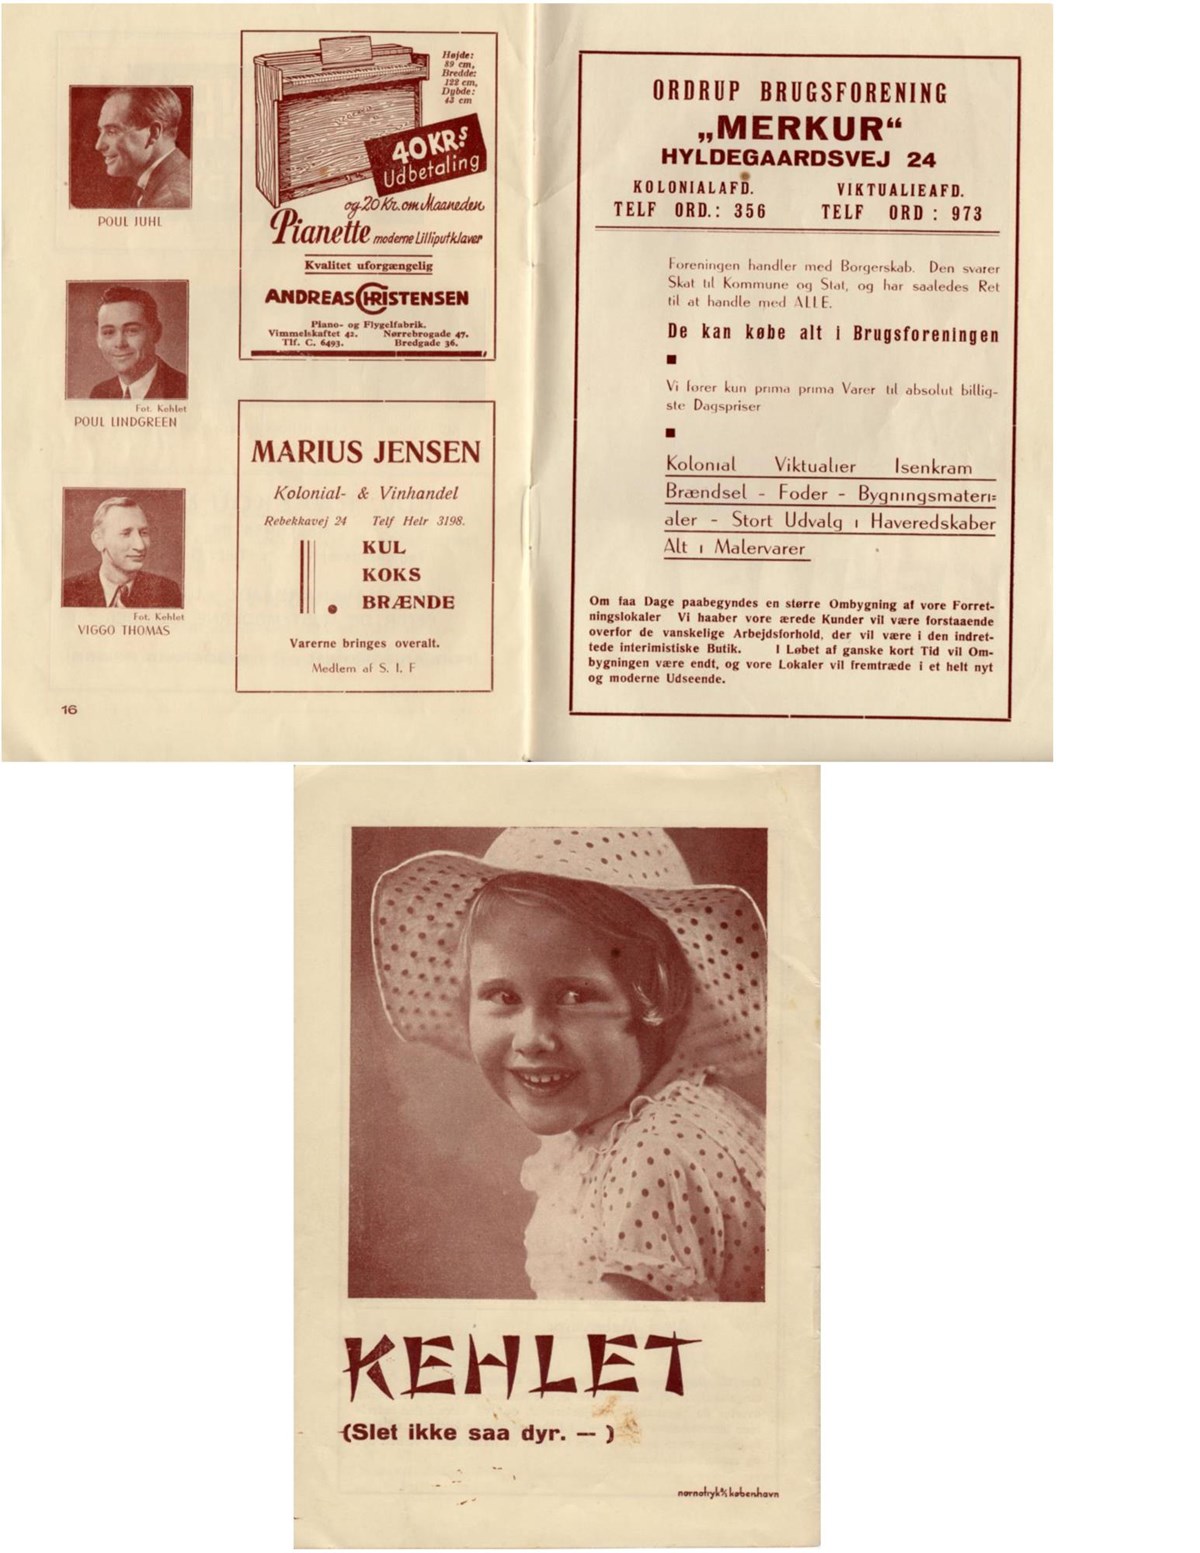 POUL JUHL
Fot. Kehlet
POUL LINDGREEN
Fot. Kehlet
VIGGO THOMAS
16
Højde:
89 cm,
Bredde:
122 cm,
Dybde:
43 cm
40 KRS
Udbetaling
og 20 Kr. om Maaneden
Pianette moderne Lilliputklaver
Kvalitet uforgængelig
ANDREAS CHRISTENSEN
Piano- og Flygelfabrik.
Vimmelskaftet 42. Nørrebrogade 47.
Tlf. C. 6493. Bredgade 36.
MARIUS JENSEN
Kolonial- & Vinhandel
Rebekkavej 24 Telf Helr 3198.
KUL
KOKS
BRÆNDE
Varerne bringes overalt.
Medlem af S. I. F
ORDRUP BRUGSFORENING
„MERKUR“
HYLDEGAARDSVEJ 24
KOLONIALAFD. VIKTUALIEAFD.
TELF ORD.: 356 TELF ORD : 973
Foreningen handler med Borgerskab. Den svarer
Skat til Kommune og Stat, og har saaledes Ret
til at handle med ALLE.
De kan købe alt i Brugsforeningen
Vi fører kun prima prima Varer til absolut billig-
ste Dagspriser
Kolonial Viktualier Isenkram
Brændsel - Foder - Bygningsmateri=
aler - Stort Udvalg i Haveredskaber
Alt i Malervarer
Om faa Dage paabegyndes en større Ombygning af vore Forret-
ningslokaler Vi haaber vore ærede Kunder vil være forstaaende
overfor de vanskelige Arbejdsforhold, der vil være i den indret-
tede interimistiske Butik. I Løbet af ganske kort Tid vil Om-
bygningen være endt, og vore Lokaler vil fremtræde i et helt nyt
og moderne Udseende.
KEHLET
(Slet ikke saa dyr. — )
nørnatryk A/S københavn